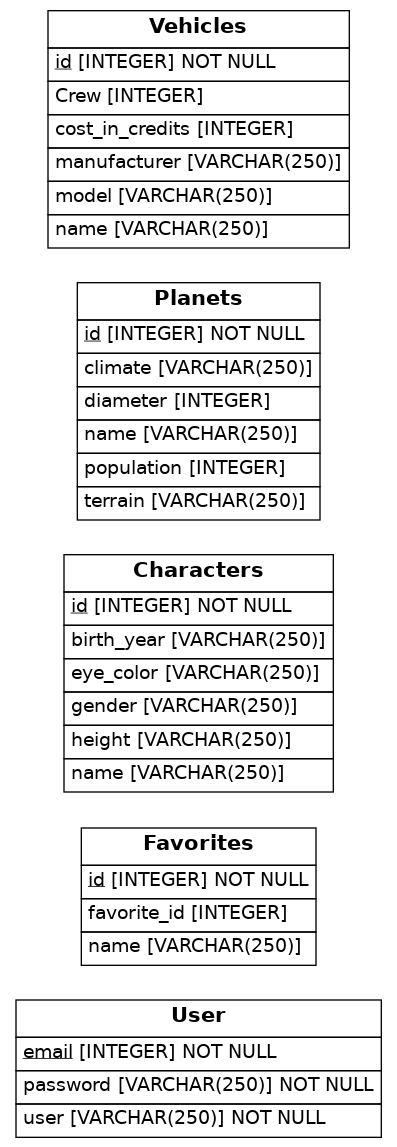 Vehicles
id [INTEGER] NOT NULL
Crew [INTEGER]
cost_in_credits [INTEGER]
manufacturer [VARCHAR(250)]
model [VARCHAR(250)]
name [VARCHAR(250)]
Planets
id [INTEGER] NOT NULL
climate [VARCHAR(250)]
diameter [INTEGER]
name [VARCHAR(250)]
population [INTEGER]
terrain [VARCHAR(250)]
Characters
id [INTEGER] NOT NULL
birth_year [VARCHAR(250)]
eye_color [VARCHAR(250)]
gender [VARCHAR(250)]
height [VARCHAR(250)]
name [VARCHAR(250)]
Favorites
id [INTEGER] NOT NULL
favorite_id [INTEGER]
name [VARCHAR(250)]
User
email [INTEGER] NOT NULL
password [VARCHAR(250)] NOT NULL
user [VARCHAR(250)] NOT NULL